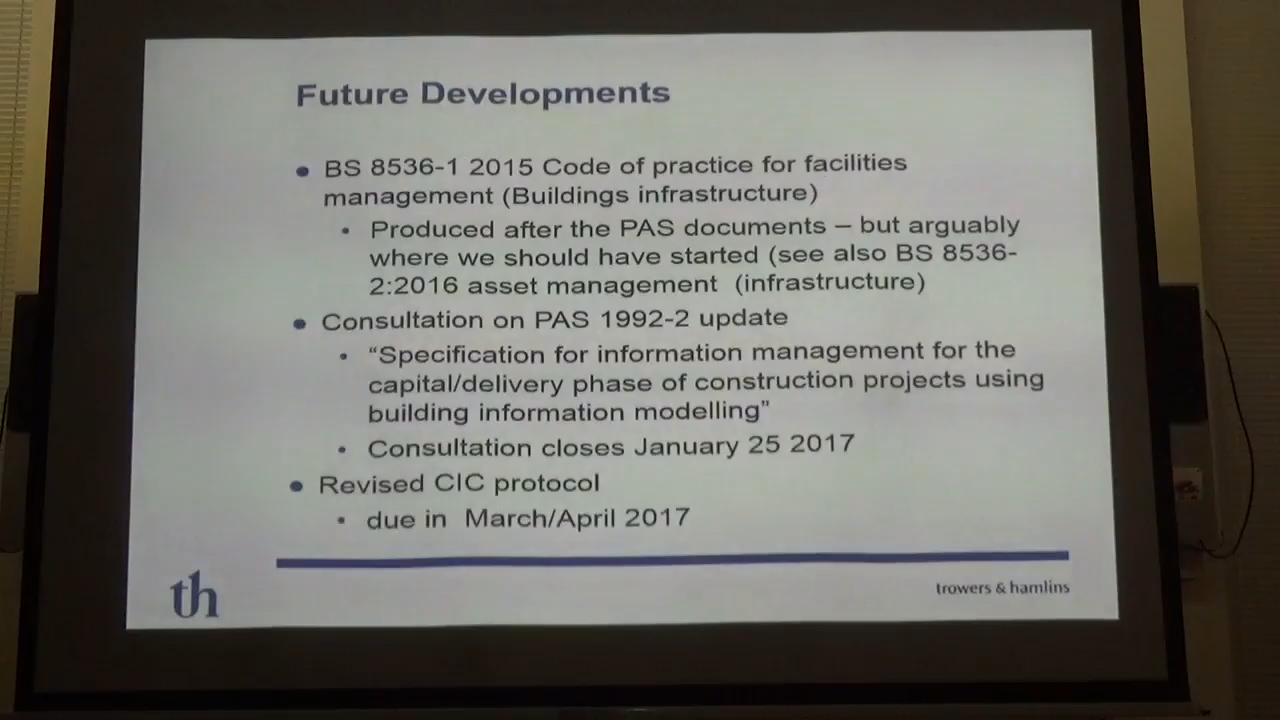 Future Developments
• BS 8536-1 2015 Code of practice for facilities
management (Buildings infrastructure)
• Produced after the PAS documents – but arguably
where we should have started (see also BS 8536-
2:2016 asset management (infrastructure)
• Consultation on PAS 1992-2 update
• “Specification for information management for the
capital/delivery phase of construction projects using
building information modelling”
• Consultation closes January 25 2017
• Revised CIC protocol
• due in March/April 2017
th
trowers & hamlins